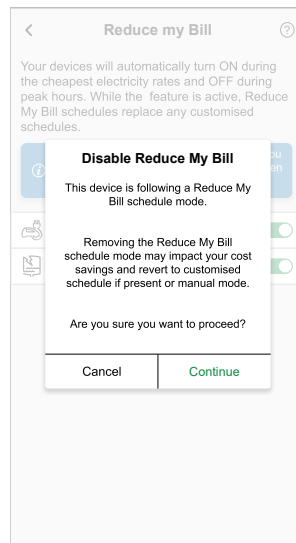 Reduce my Bill
Your devices will automatically turn ON during
the cheapest electricity rates and OFF during
peak hours. While the feature is active, Reduce
My Bill schedules replace any customised
schedules.
Disable Reduce My Bill
This device is following a Reduce My
Bill schedule mode.
Removing the Reduce My Bill
schedule mode may impact your cost
savings and revert to customised
schedule if present or manual mode.
Are you sure you want to proceed?
Cancel
Continue